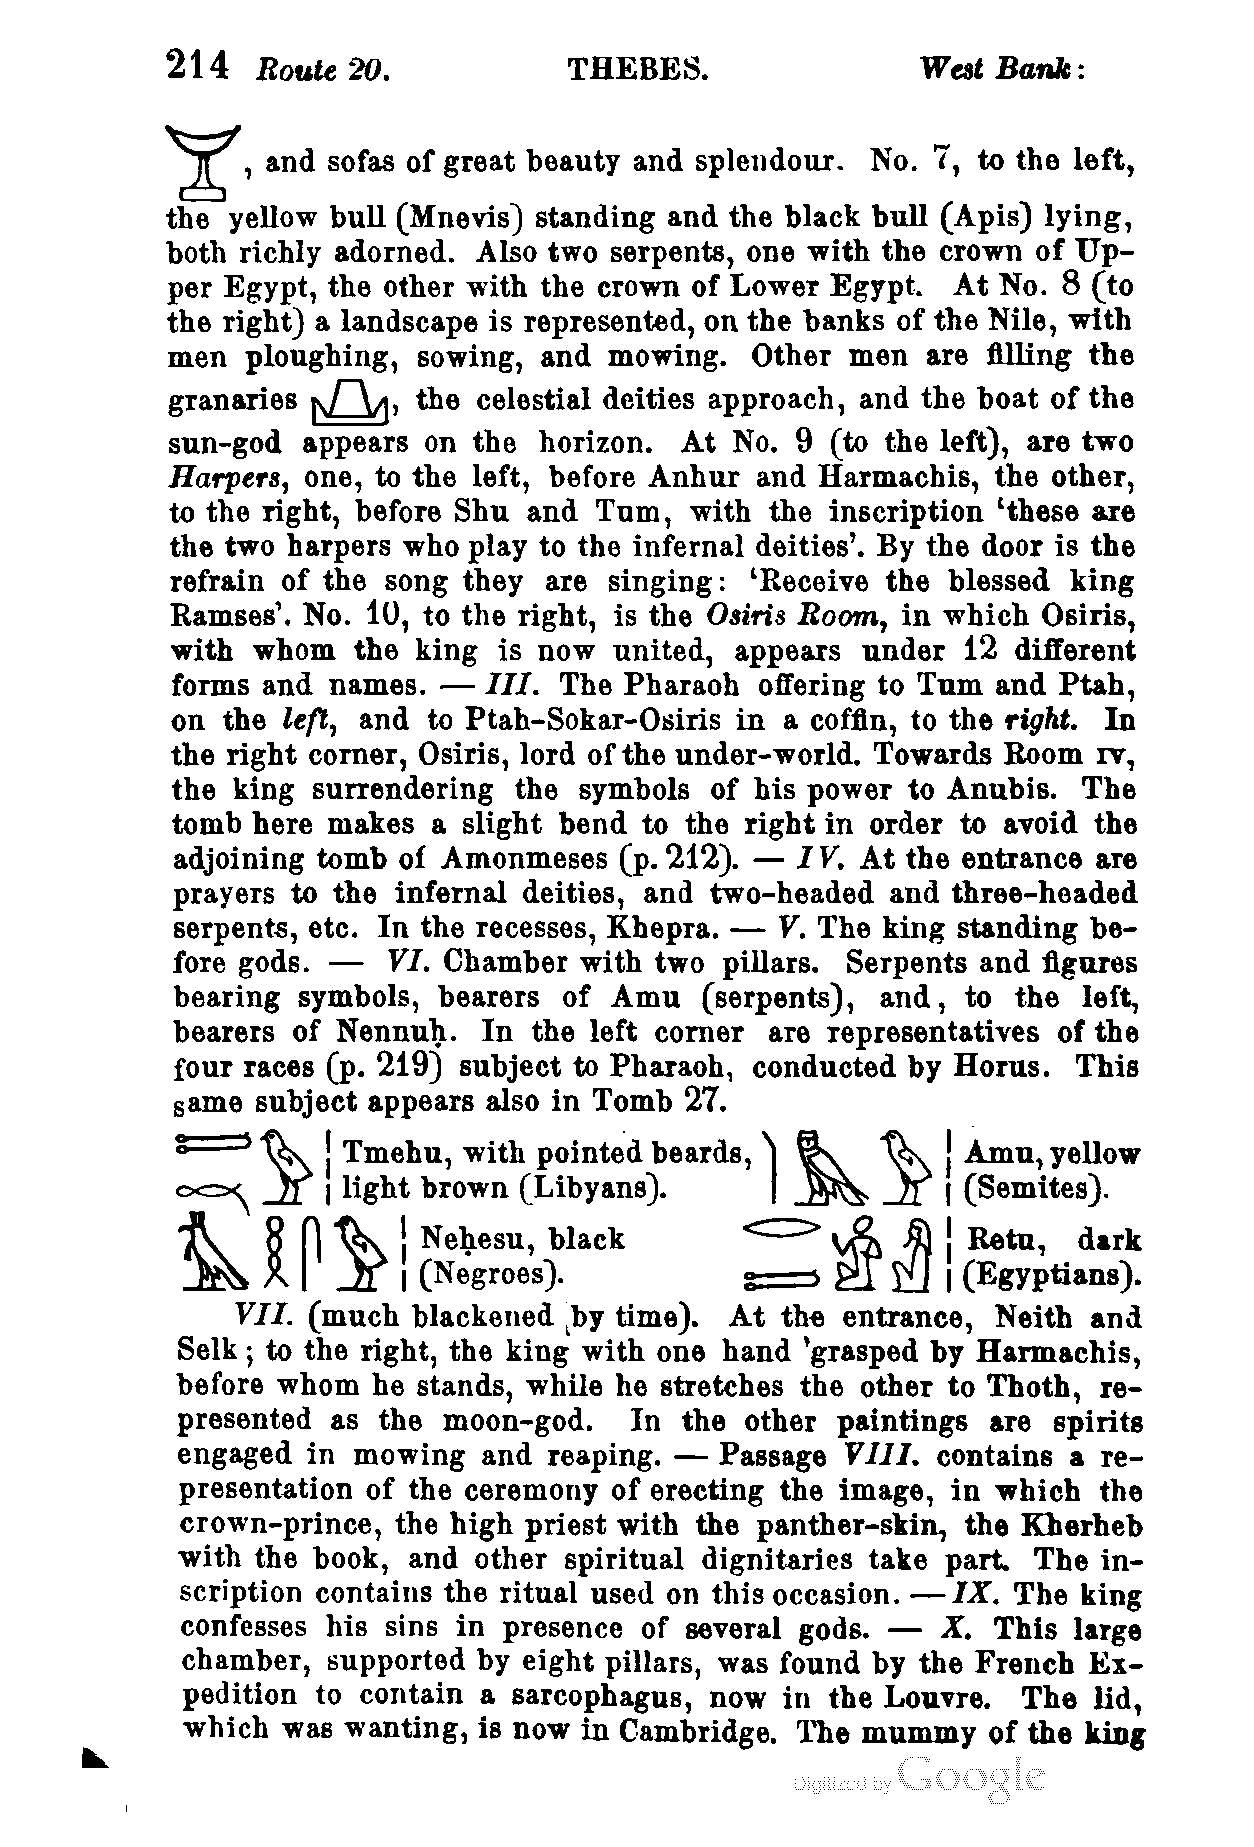 214 Route 20. THEBES. West Bank:
, and sofas of great beauty and splendour. No. 7, to the left,
the yellow bull (Mnevis) standing and the black bull (Apis) lying,
both richly adorned. Also two serpents, one with the crown of Up-
per Egypt, the other with the crown of Lower Egypt. At No. 8 (to
the right) a landscape is represented, on the banks of the Nile, with
men ploughing, sowing, and mowing. Other men are filling the
granaries , the celestial deities approach, and the boat of the
sun-god appears on the horizon. At No. 9 (to the left), are two
Harpers, one, to the left, before Anhur and Harmachis, the other,
to the right, before Shu and Tum, with the inscription ‘these are
the two harpers who play to the infernal deities’. By the door is the
refrain of the song they are singing: ‘Receive the blessed king
Ramses’. No. 10, to the right, is the Osiris Room, in which Osiris,
with whom the king is now united, appears under 12 different
forms and names. — III. The Pharaoh offering to Tum and Ptah,
on the left, and to Ptah-Sokar-Osiris in a coffin, to the right. In
the right corner, Osiris, lord of the under-world. Towards Room IV,
the king surrendering the symbols of his power to Anubis. The
tomb here makes a slight bend to the right in order to avoid the
adjoining tomb of Amonmeses (p. 212). — IV. At the entrance are
prayers to the infernal deities, and two-headed and three-headed
serpents, etc. In the recesses, Khepra. — V. The king standing be-
fore gods. — VI. Chamber with two pillars. Serpents and figures
bearing symbols, bearers of Amu (serpents), and, to the left,
bearers of Nennuḥ. In the left corner are representatives of the
four races (p. 219) subject to Pharaoh, conducted by Horus. This
same subject appears also in Tomb 27.
Tmehu, with pointed beards, Amu, yellow
light brown (Libyans). (Semites).
Neḥesu, black Retu, dark
(Negroes). (Egyptians).
VII. (much blackened by time). At the entrance, Neith and
Selk; to the right, the king with one hand 'grasped by Harmachis,
before whom he stands, while he stretches the other to Thoth, re-
presented as the moon-god. In the other paintings are spirits
engaged in mowing and reaping. — Passage VIII. contains a re-
presentation of the ceremony of erecting the image, in which the
crown-prince, the high priest with the panther-skin, the Kherheb
with the book, and other spiritual dignitaries take part. The in-
scription contains the ritual used on this occasion. — IX. The king
confesses his sins in presence of several gods. — X. This large
chamber, supported by eight pillars, was found by the French Ex-
pedition to contain a sarcophagus, now in the Louvre. The lid,
which was wanting, is now in Cambridge. The mummy of the king
Digitized by Google